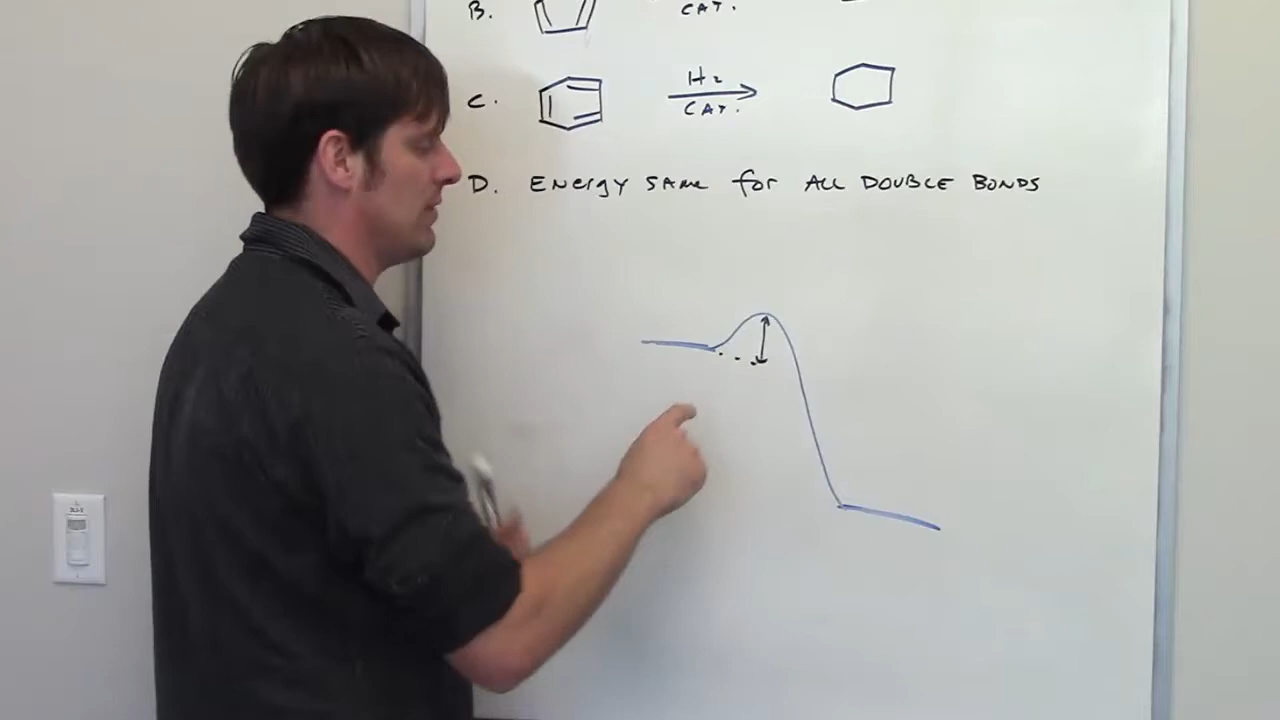 B. CAT.
C. H2
CAT.
D. ENERGY SAME FOR ALL DOUBLE BONDS